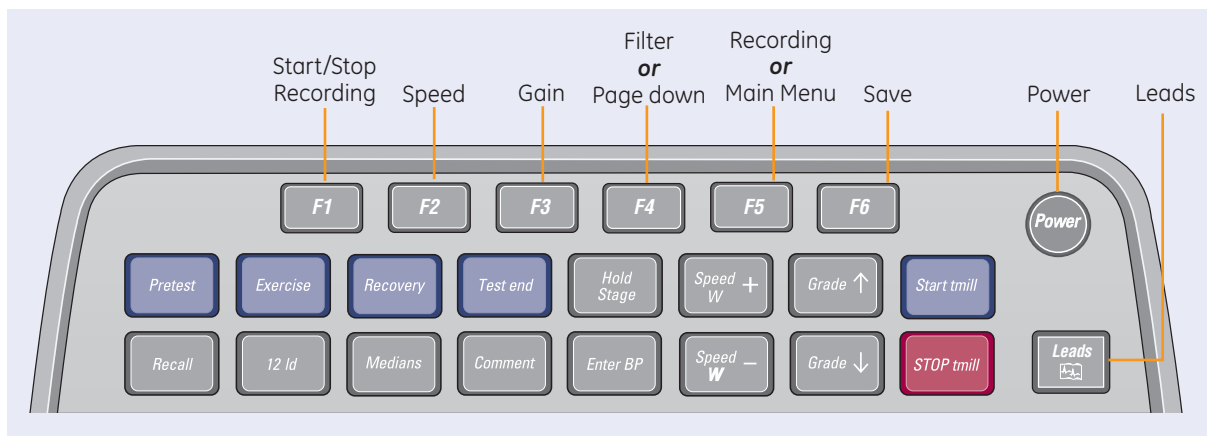 Start/Stop
Recording
Speed
Gain
Filter
or
Page down
Recording
or
Main Menu
Save
Power
Leads
F1
F2
F3
F4
F5
F6
Power
Pretest
Exercise
Recovery
Test end
Hold
Stage
Speed +
W
Grade ↑
Start tmill
Recall
12 ld
Medians
Comment
Enter BP
Speed −
W
Grade ↓
STOP tmill
Leads